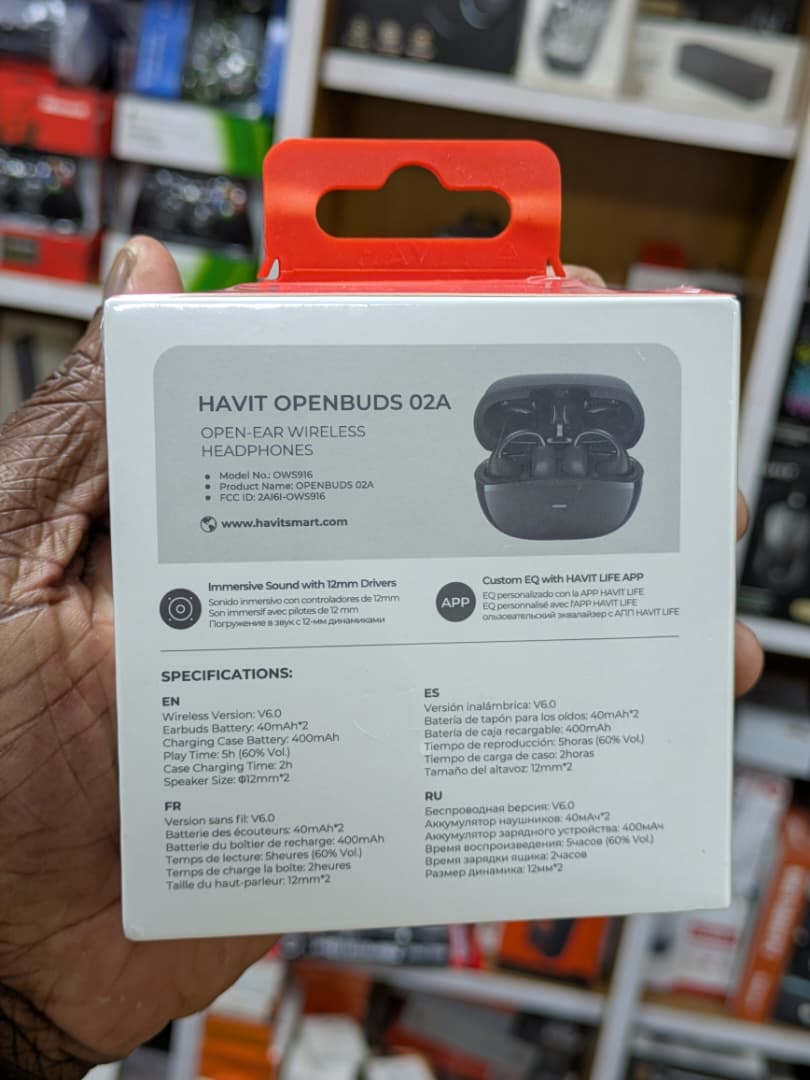 HAVIT OPENBUDS 02A
OPEN-EAR WIRELESS
HEADPHONES
• Model No.: OWS916
• Product Name: OPENBUDS 02A
• FCC ID: 2AI6I-OWS916
www.havitsmart.com
Immersive Sound with 12mm Drivers
Sonido inmersivo con controladores de 12mm
Son immersif avec pilotes de 12 mm
Погружение в звук с 12-мм динамиками
APP
Custom EQ with HAVIT LIFE APP
EQ personalizado con la APP HAVIT LIFE
EQ personnalisé avec l'APP HAVIT LIFE
ользовательский эквалайзер с АПП HAVIT LIFE
SPECIFICATIONS:
EN
Wireless Version: V6.0
Earbuds Battery: 40mAh*2
Charging Case Battery: 400mAh
Play Time: 5h (60% Vol.)
Case Charging Time: 2h
Speaker Size: Φ12mm*2
FR
Version sans fil: V6.0
Batterie des écouteurs: 40mAh*2
Batterie du boîtier de recharge: 400mAh
Temps de lecture: 5heures (60% Vol.)
Temps de charge la boîte: 2heures
Taille du haut-parleur: 12mm*2
ES
Versión inalámbrica: V6.0
Batería de tapón para los oídos: 40mAh*2
Batería de caja recargable: 400mAh
Tiempo de reproducción: 5horas (60% Vol.)
Tiempo de carga de caso: 2horas
Tamaño del altavoz: 12mm*2
RU
Беспроводная версия: V6.0
Аккумулятор наушников: 40мАч*2
Аккумулятор зарядного устройства: 400мАч
Время воспроизведения: 5часов (60% Vol.)
Время зарядки ящика: 2часов
Размер динамика: 12мм*2